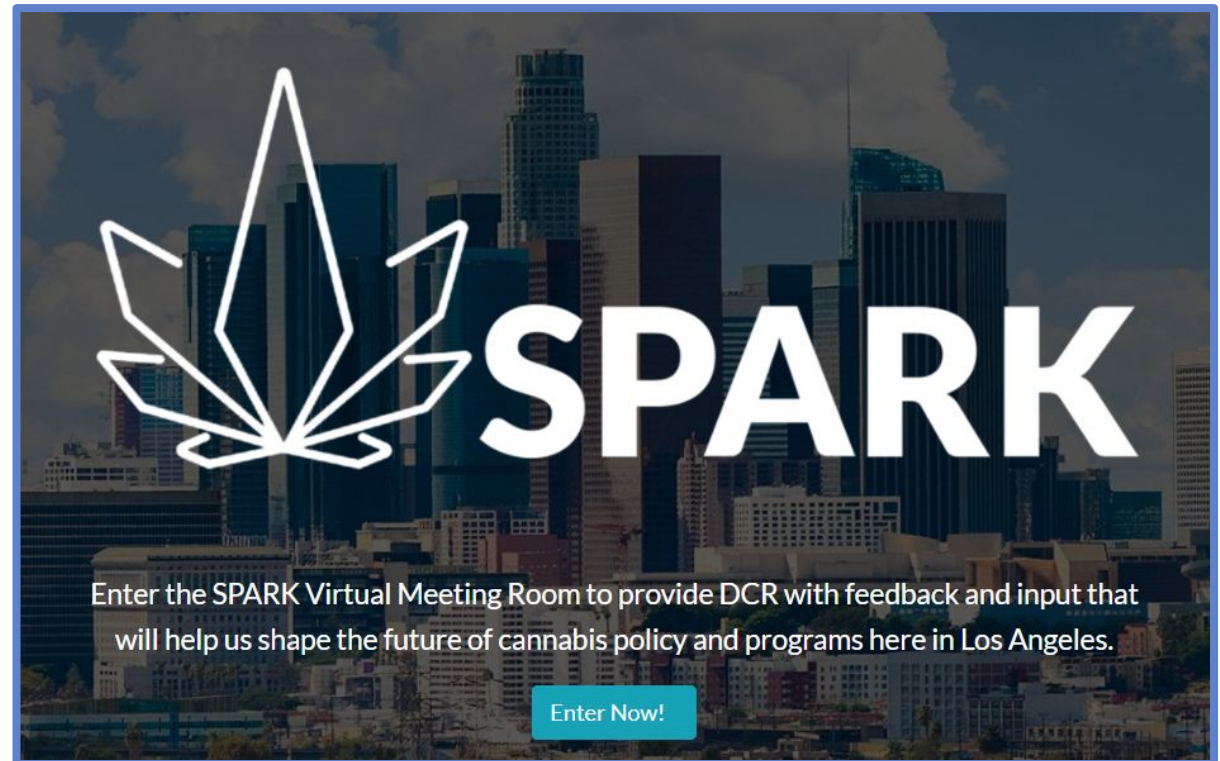 SPARK
Enter the SPARK Virtual Meeting Room to provide DCR with feedback and input that
will help us shape the future of cannabis policy and programs here in Los Angeles.
Enter Now!